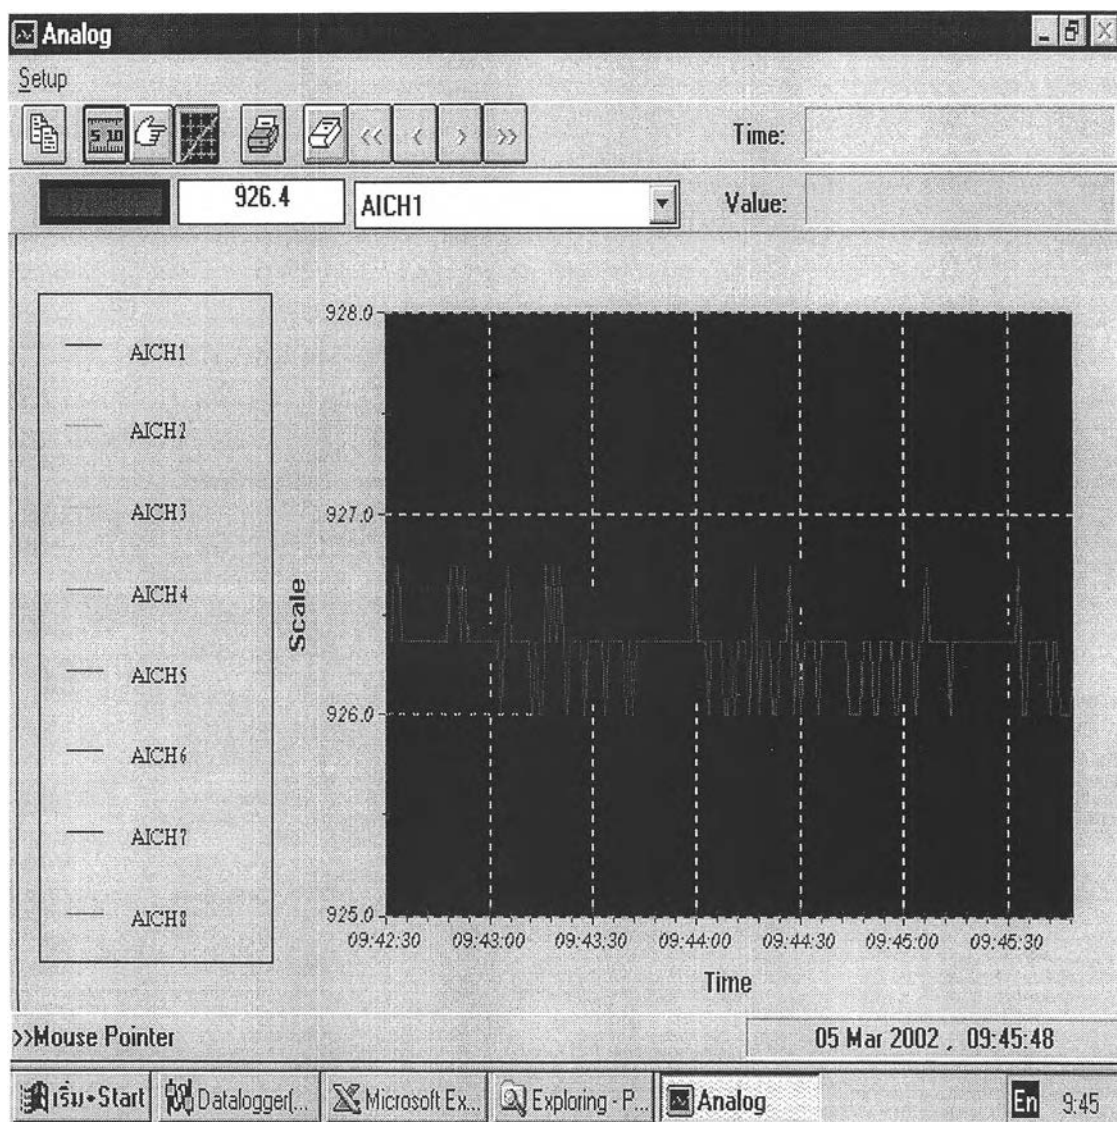 Analog
Setup
5 10 << < > >> Time:
926.4 AICH1 Value:
AICH1
AICH2
AICH3
AICH4
AICH5
AICH6
AICH7
AICH8
Scale
928.0
927.0
926.0
925.0
09:42:30 09:43:00 09:43:30 09:44:00 09:44:30 09:45:00 09:45:30
Time
>>Mouse Pointer 05 Mar 2002 , 09:45:48
เริ่ม•Start Datalogger(... Microsoft Ex... Exploring - P... Analog En 9:45